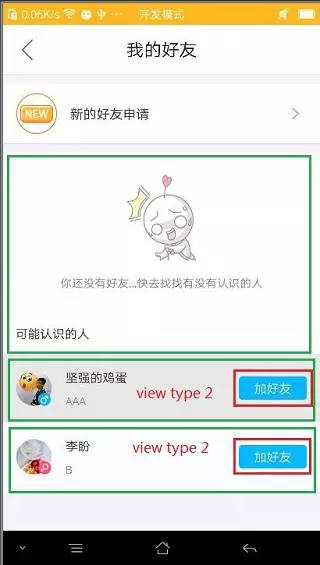 0.06K/s ... 开发模式
我的好友
NEW 新的好友申请
你还没有好友...快去找找有没有认识的人
可能认识的人
坚强的鸡蛋
AAA
view type 2
加好友
李盼
B
view type 2
加好友